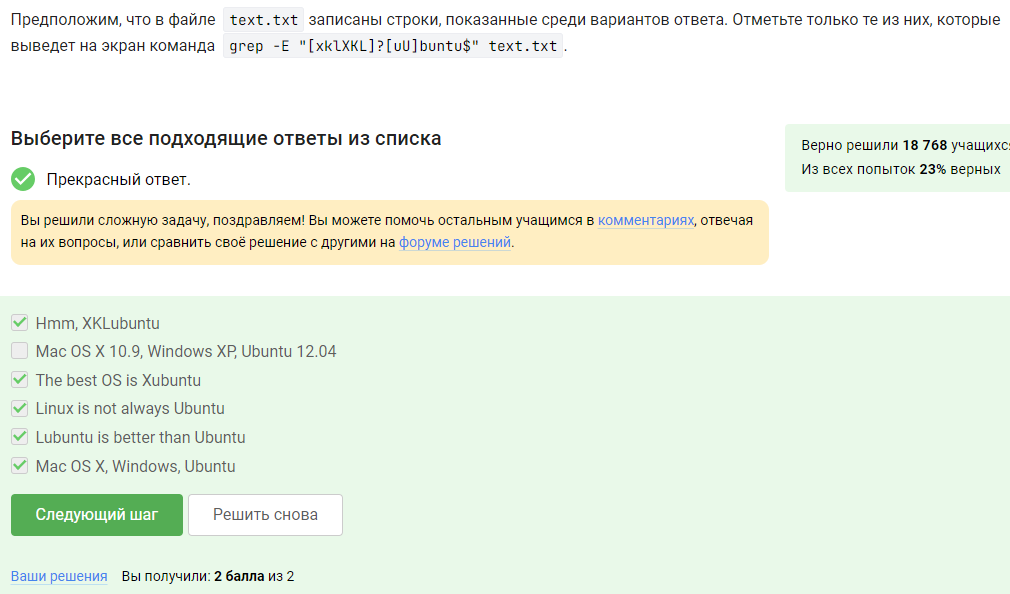 Предположим, что в файле text.txt записаны строки, показанные среди вариантов ответа. Отметьте только те из них, которые
выведет на экран команда grep -E "[xklXKL]?[uU]buntu$" text.txt.
Выберите все подходящие ответы из списка
Верно решили 18 768 учащихс
Из всех попыток 23% верных
Прекрасный ответ.
Вы решили сложную задачу, поздравляем! Вы можете помочь остальным учащимся в комментариях, отвечая
на их вопросы, или сравнить своё решение с другими на форуме решений.
Hmm, XKLubuntu
Mac OS X 10.9, Windows XP, Ubuntu 12.04
The best OS is Xubuntu
Linux is not always Ubuntu
Lubuntu is better than Ubuntu
Mac OS X, Windows, Ubuntu
Следующий шаг Решить снова
Ваши решения Вы получили: 2 балла из 2